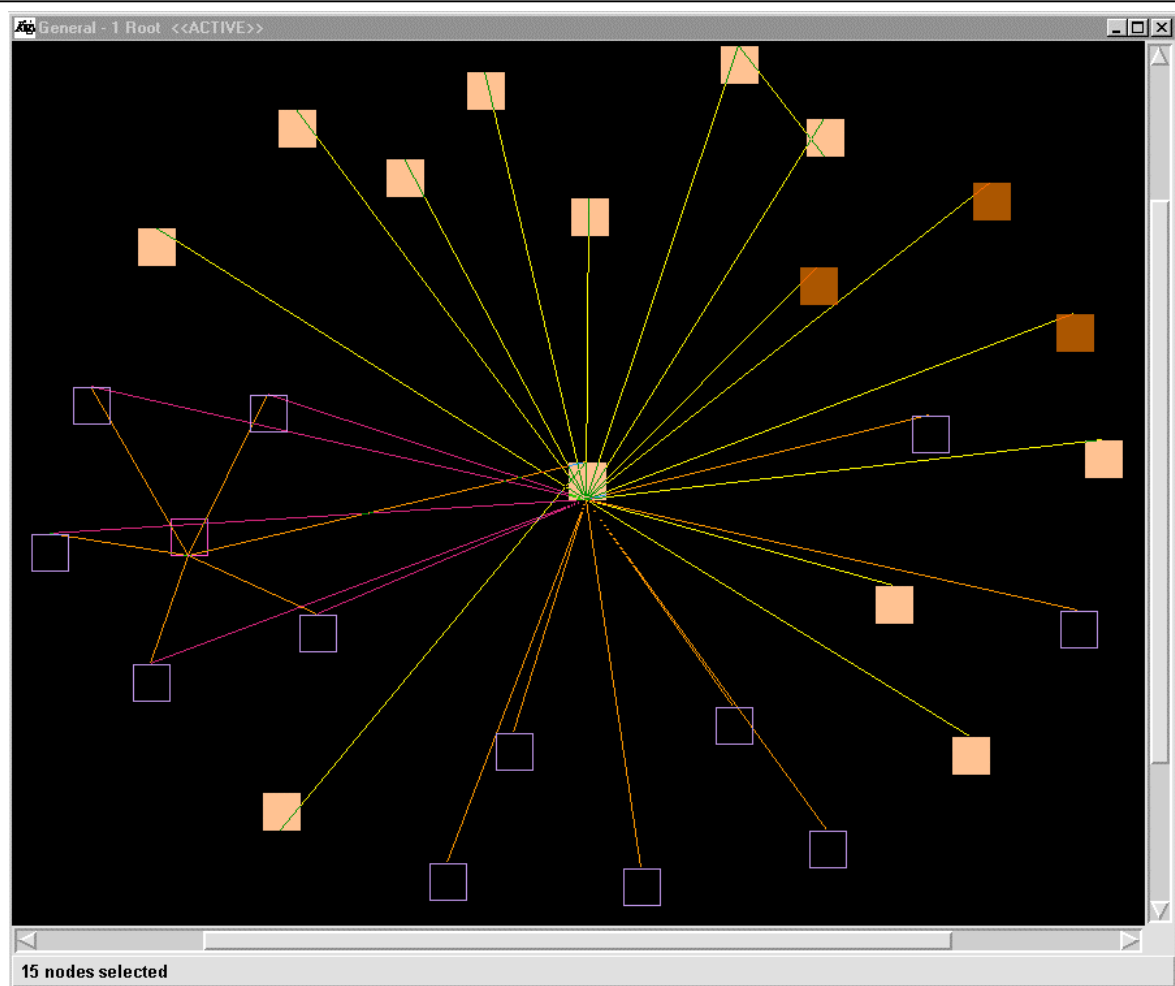 General - 1 Root <<ACTIVE>>
15 nodes selected